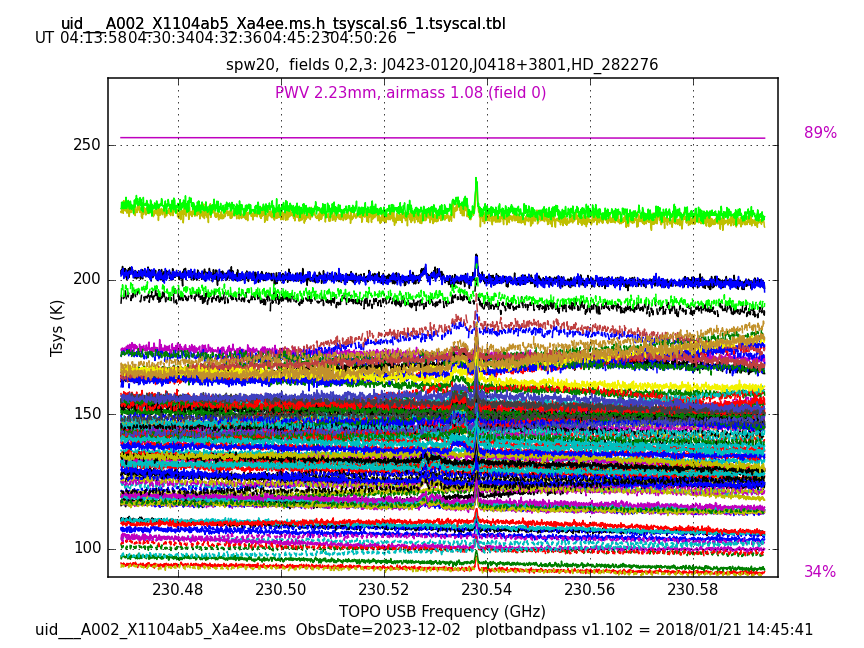 uid___A002_X1104ab5_Xa4ee.ms.h_tsyscal.s6_1.tsyscal.tbl
UT 04:13:58 04:30:34 04:32:36 04:45:23 04:50:26
spw20, fields 0,2,3: J0423-0120,J0418+3801,HD_282276
PWV 2.23mm, airmass 1.08 (field 0)
89%
250
200
150
100
Tsys (K)
34%
230.48 230.50 230.52 230.54 230.56 230.58
TOPO USB Frequency (GHz)
uid___A002_X1104ab5_Xa4ee.ms ObsDate=2023-12-02 plotbandpass v1.102 = 2018/01/21 14:45:41